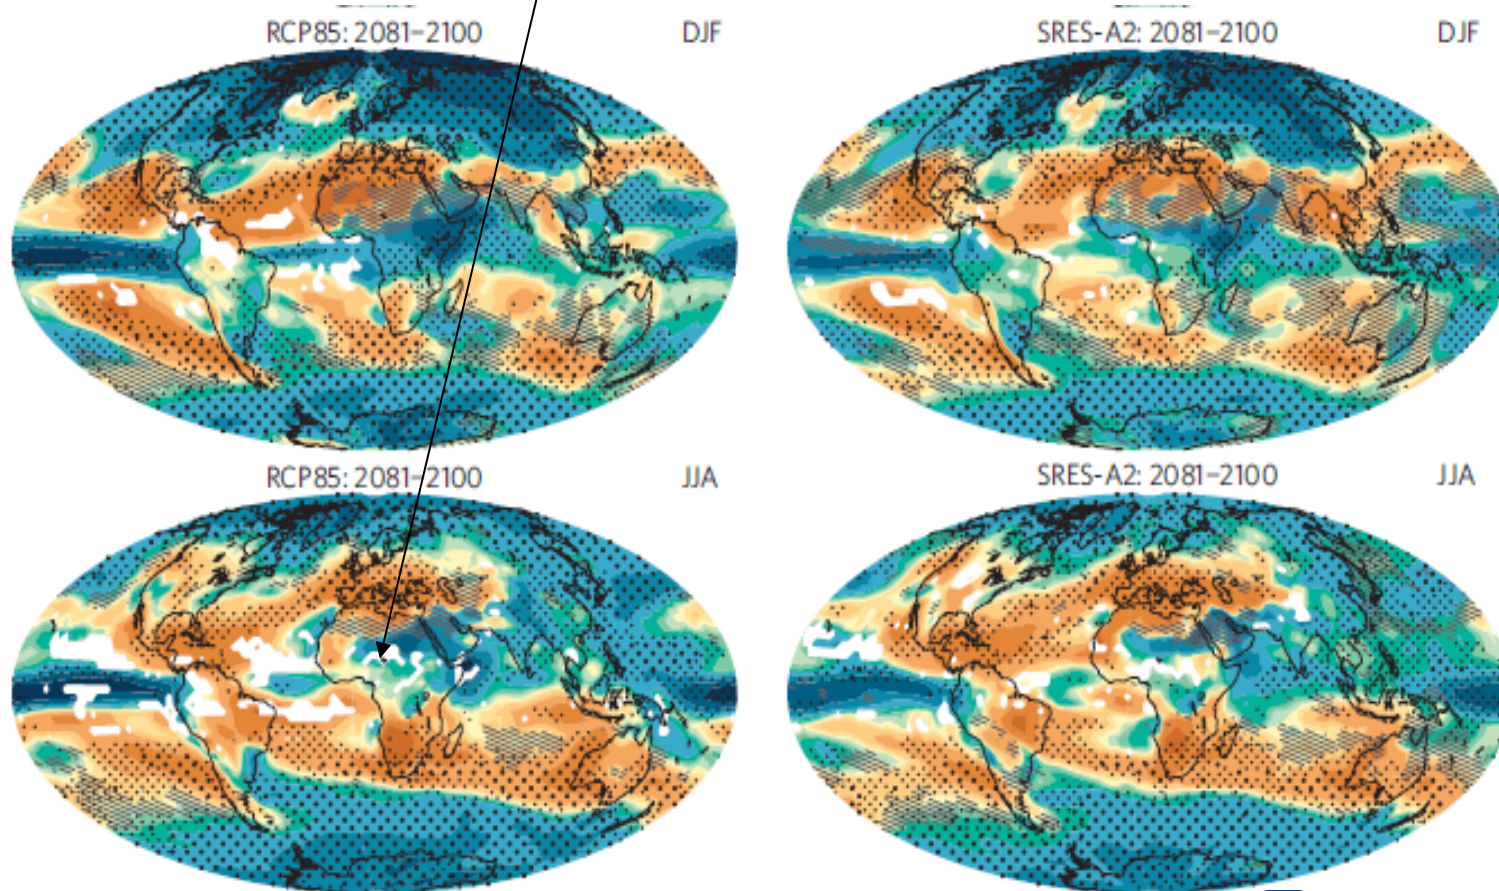 RCP85: 2081–2100 DJF
SRES-A2: 2081–2100 DJF
RCP85: 2081–2100 JJA
SRES-A2: 2081–2100 JJA